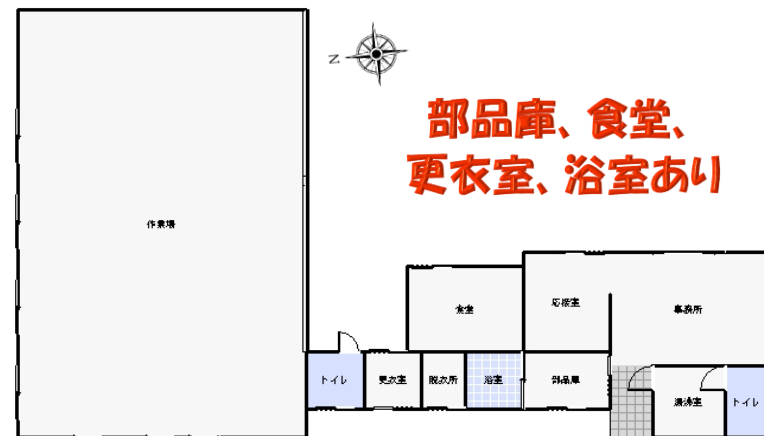 N
部品庫、食堂、
更衣室、浴室あり
作業場
食堂
応接室
事務所
トイレ
更衣室
脱衣所
浴室
部品庫
湯沸室
トイレ